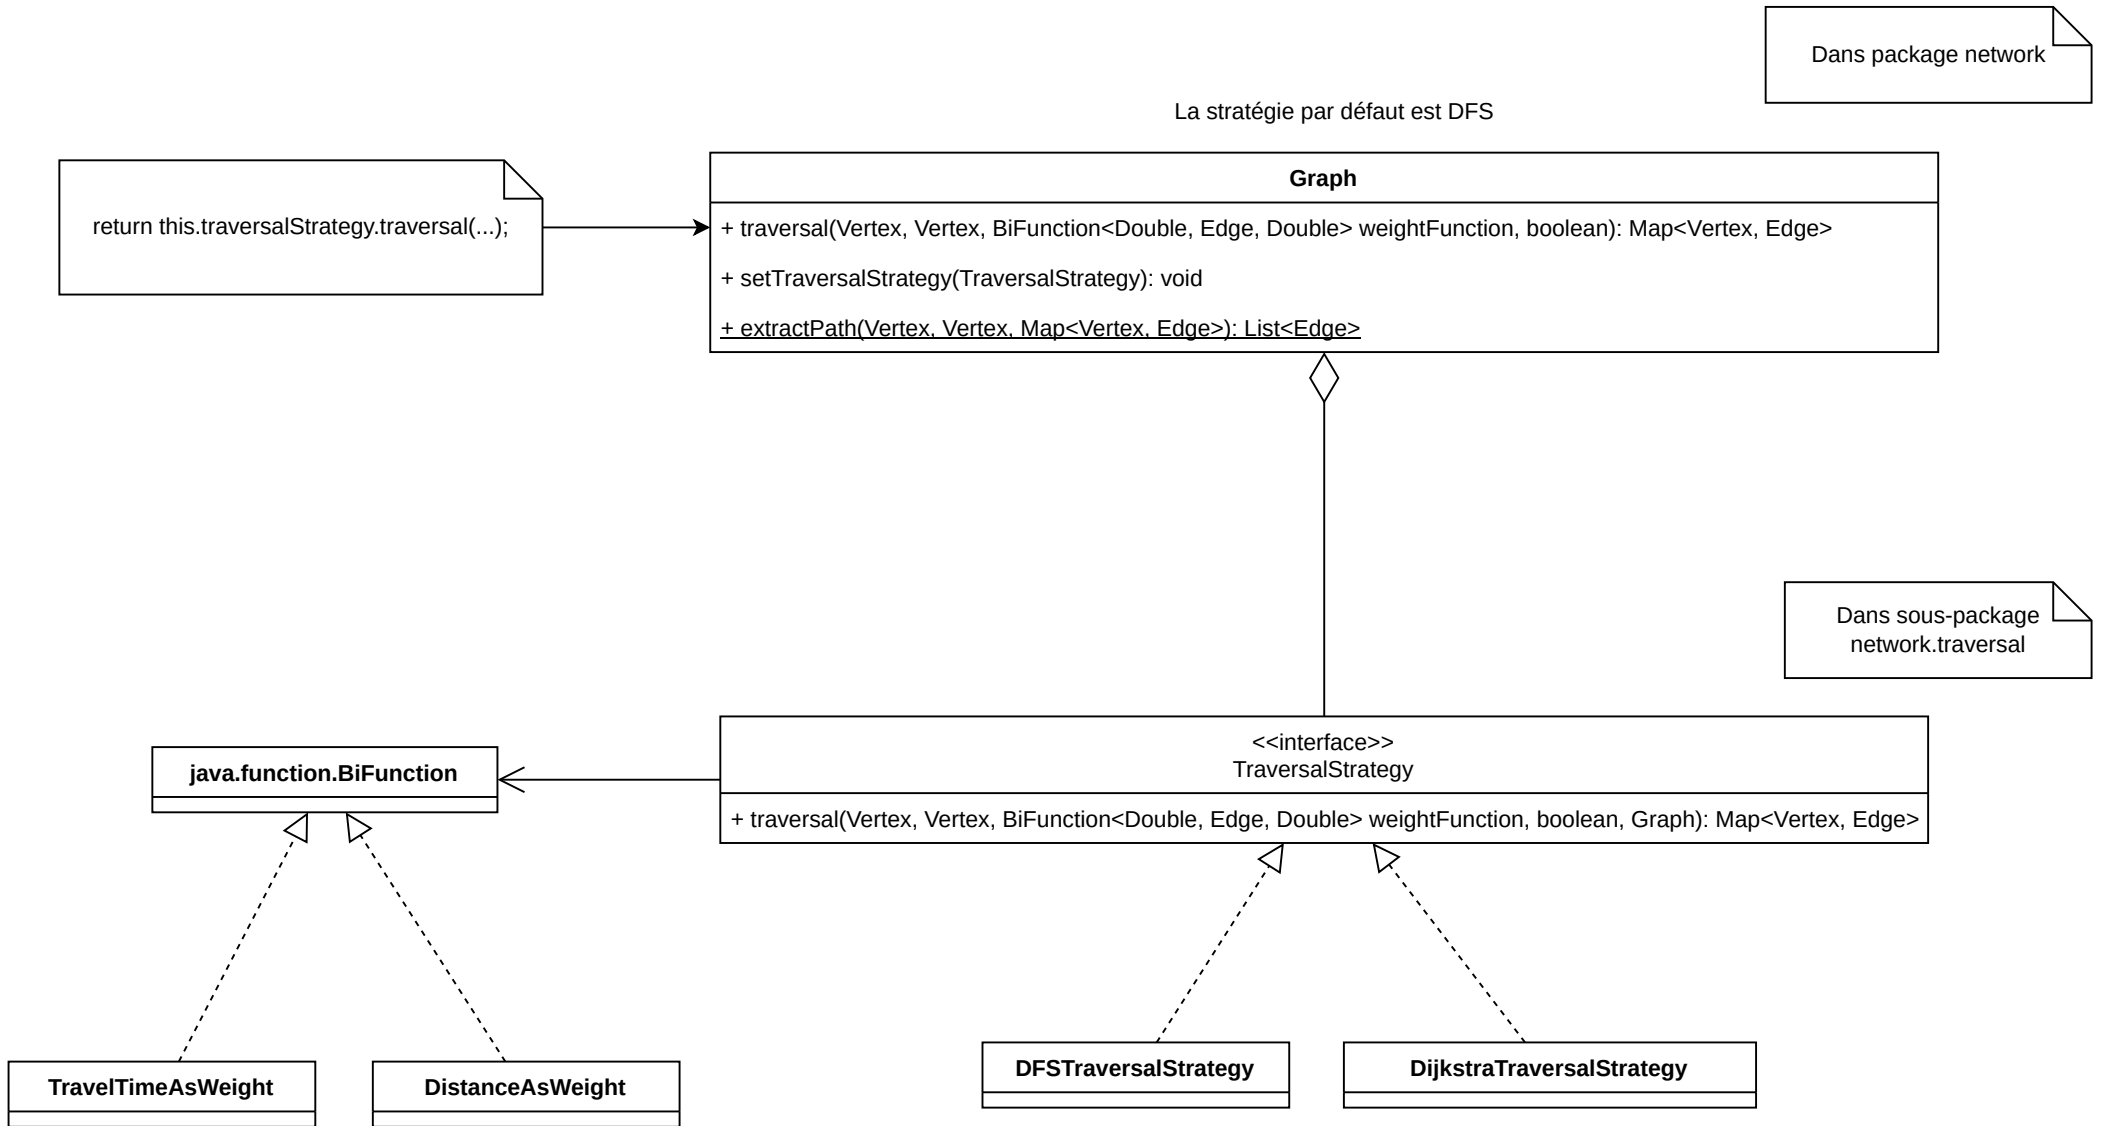 Dans package network
La stratégie par défaut est DFS
return this.traversalStrategy.traversal(...);
Graph
+ traversal(Vertex, Vertex, BiFunction<Double, Edge, Double> weightFunction, boolean): Map<Vertex, Edge>
+ setTraversalStrategy(TraversalStrategy): void
+ extractPath(Vertex, Vertex, Map<Vertex, Edge>): List<Edge>
Dans sous-package
network.traversal
java.function.BiFunction
<<interface>>
TraversalStrategy
+ traversal(Vertex, Vertex, BiFunction<Double, Edge, Double> weightFunction, boolean, Graph): Map<Vertex, Edge>
TravelTimeAsWeight
DistanceAsWeight
DFSTraversalStrategy
DijkstraTraversalStrategy